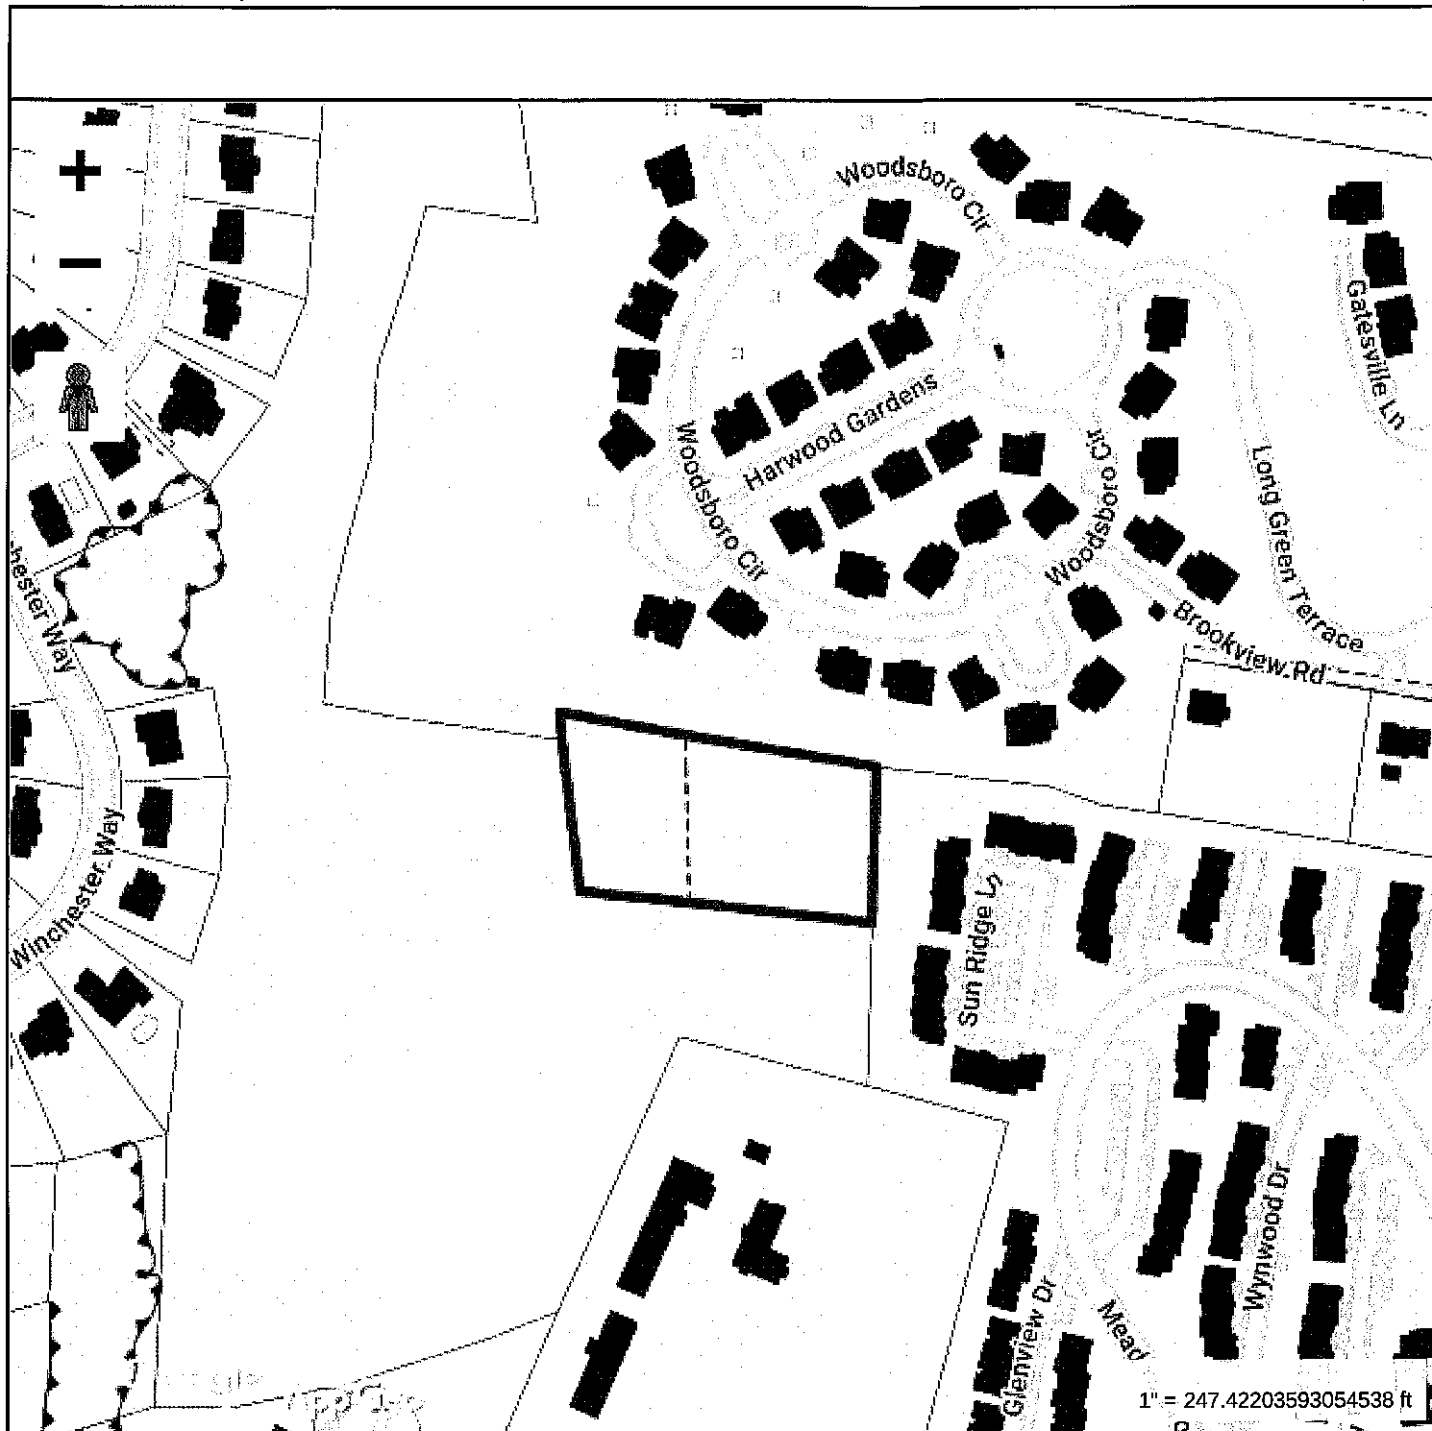 +
−
Woodsboro Cir
Gatesville Ln
Harwood Gardens
Woodsboro Cir
Woodsboro Cir
Long Green Terrace
Brookview Rd
chester Way
Winchester Way
Sun Ridge Ln
Wynwood Dr
Glenview Dr
Mead
1" = 247.42203593054538 ft